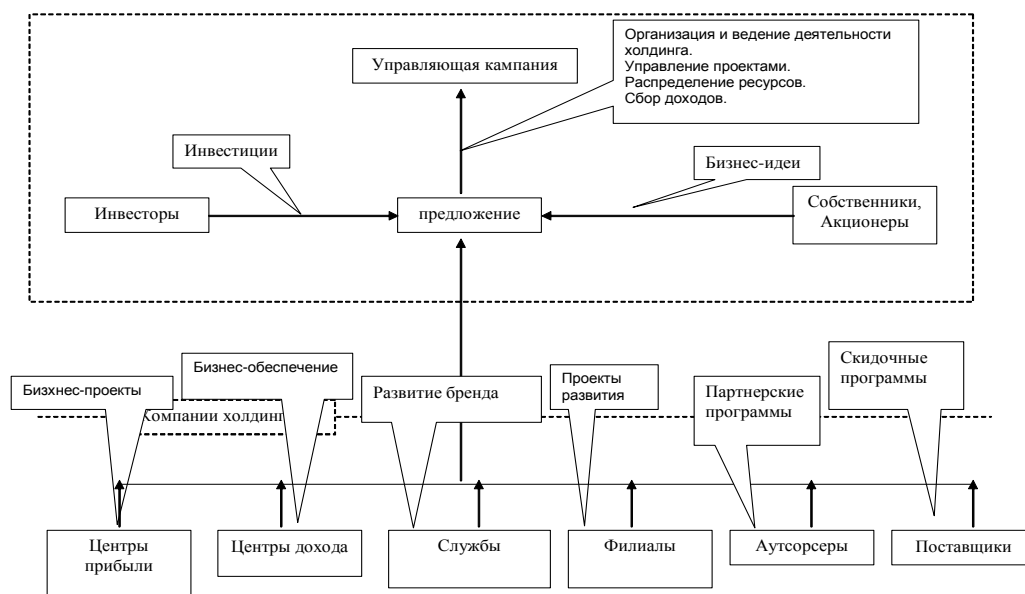 Организация и ведение деятельности
холдинга.
Управление проектами.
Распределение ресурсов.
Сбор доходов.
Управляющая кампания
Инвестиции
Бизнес-идеи
Инвесторы
предложение
Собственники,
Акционеры
Бизхнес-проекты
Бизнес-обеспечение
Развитие бренда
Проекты
развития
Партнерские
программы
Скидочные
программы
Компании холдинг
Центры
прибыли
Центры дохода
Службы
Филиалы
Аутсорсеры
Поставщики